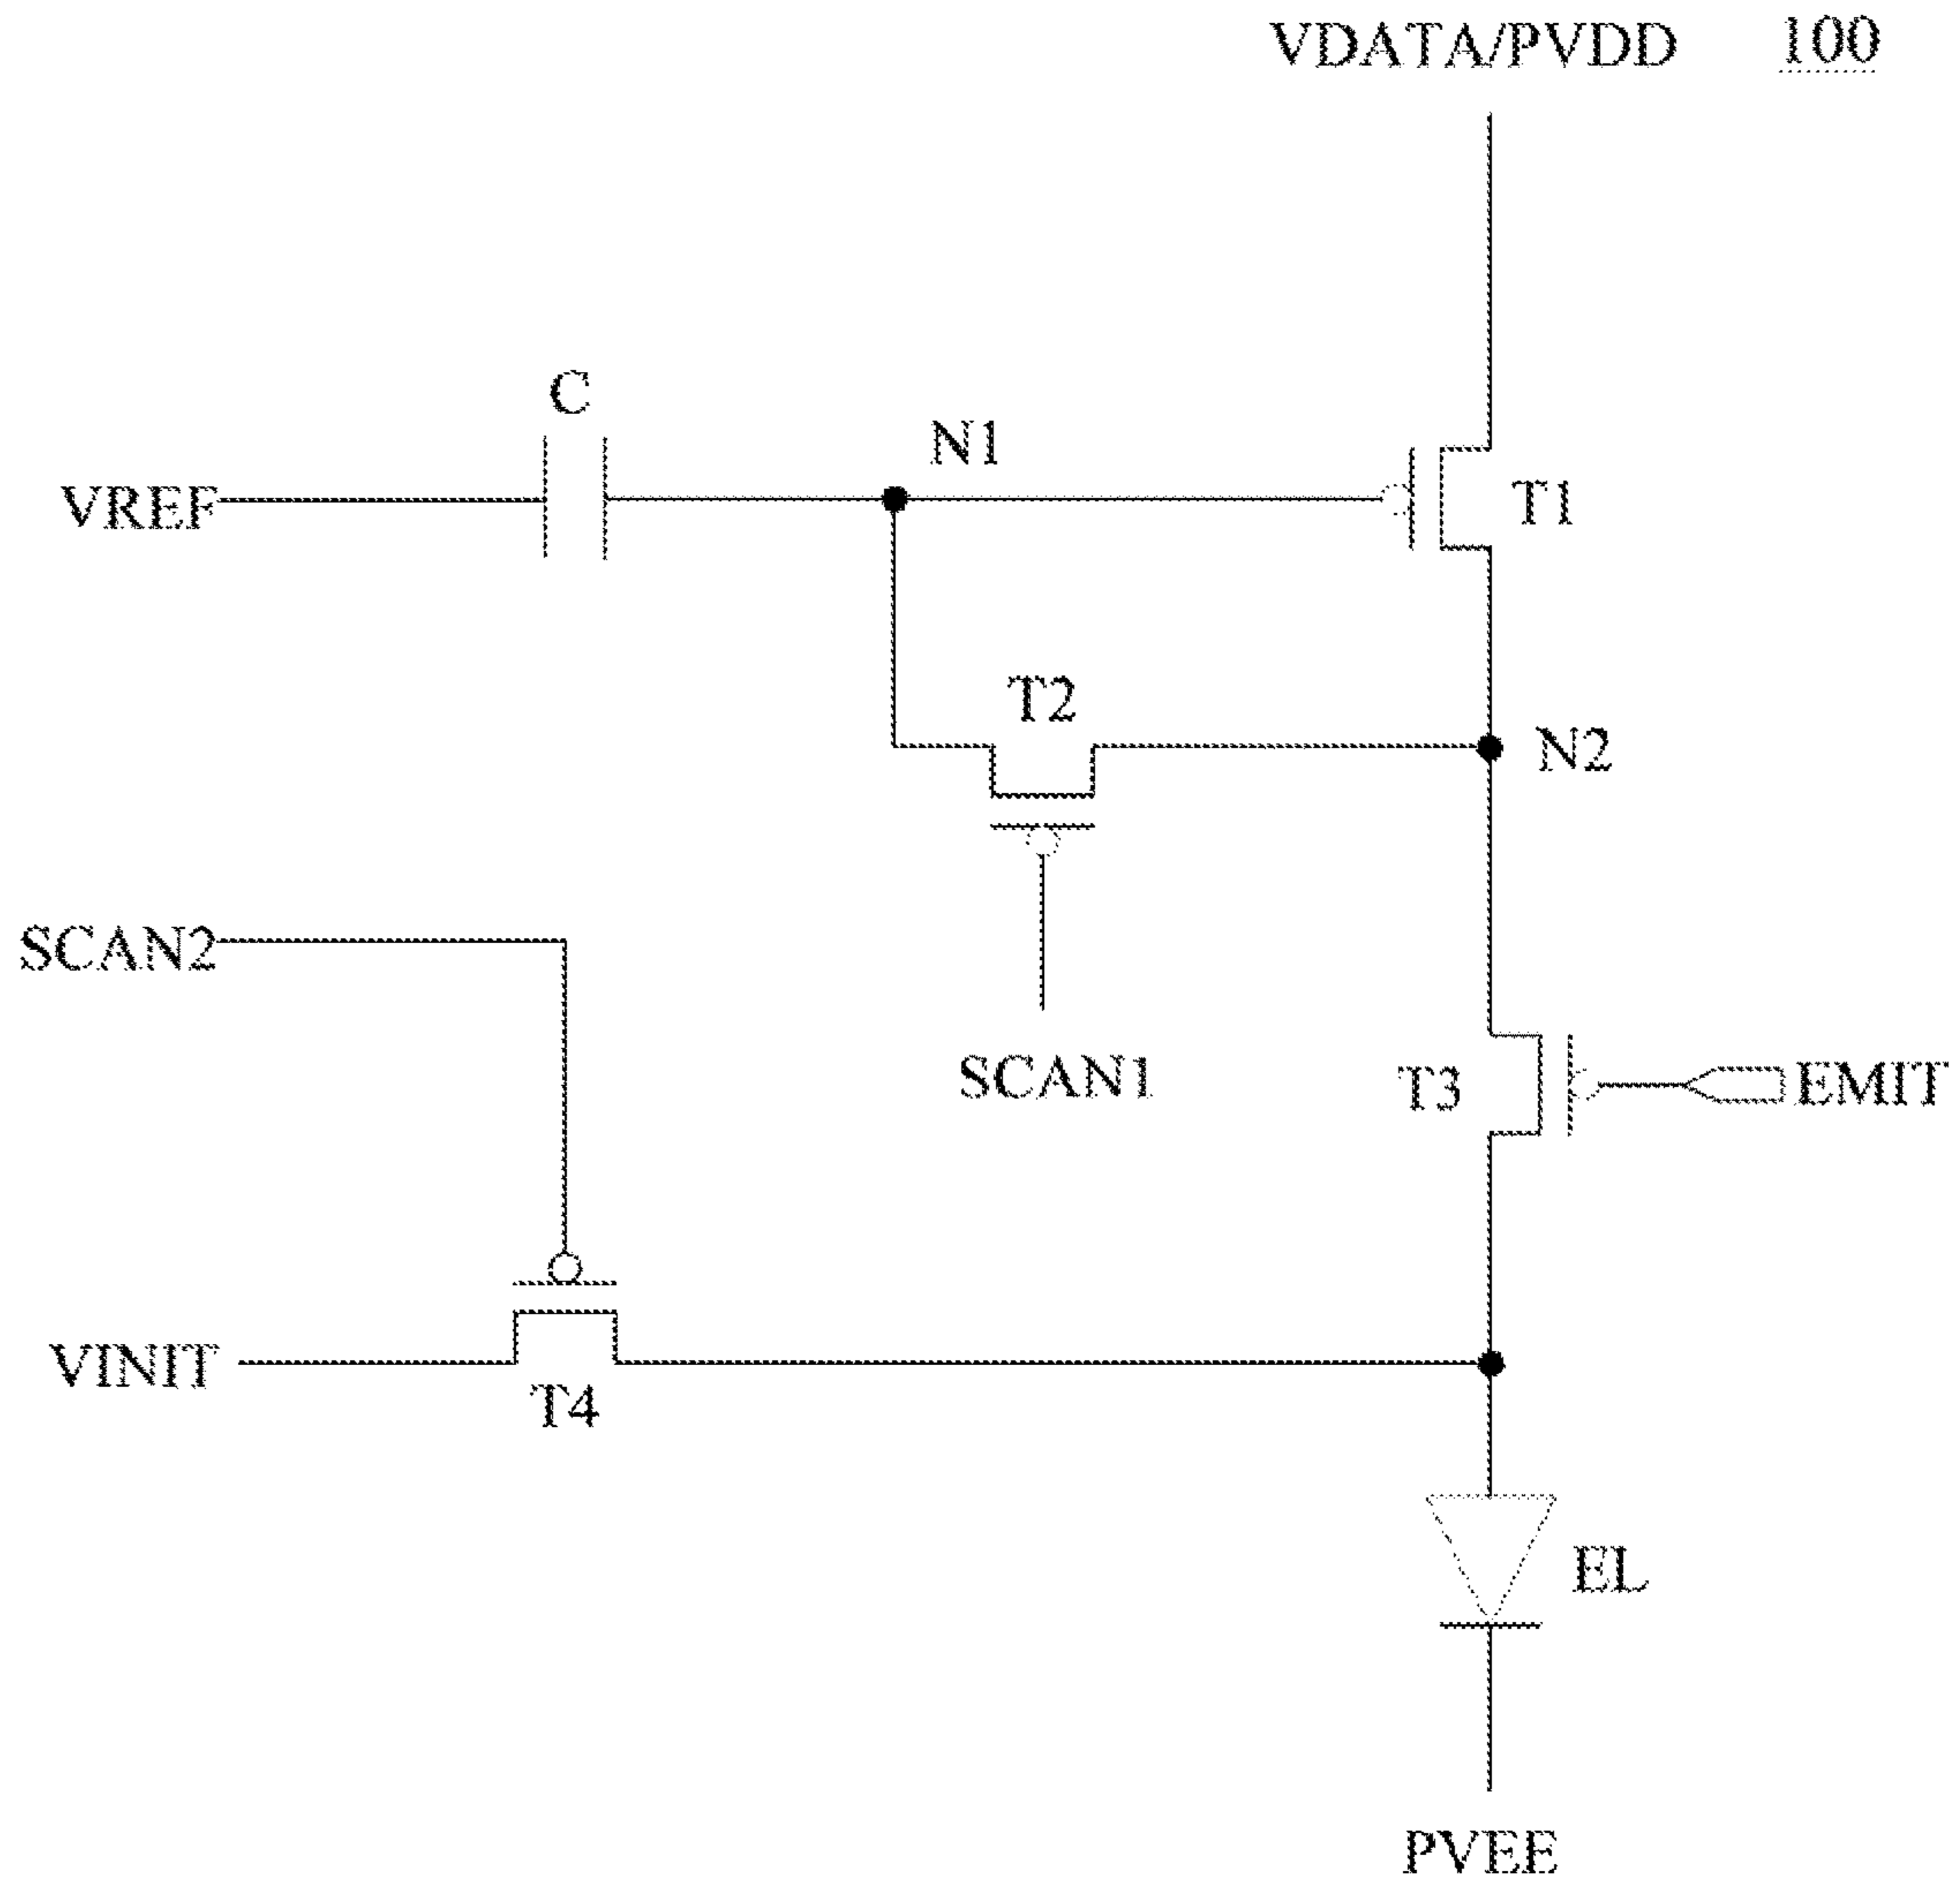 VDATA/PVDD 100
C
N1
VREF
T1
T2
N2
SCAN2
SCAN1
T3
EMIT
VINIT
T4
EL
PVEE